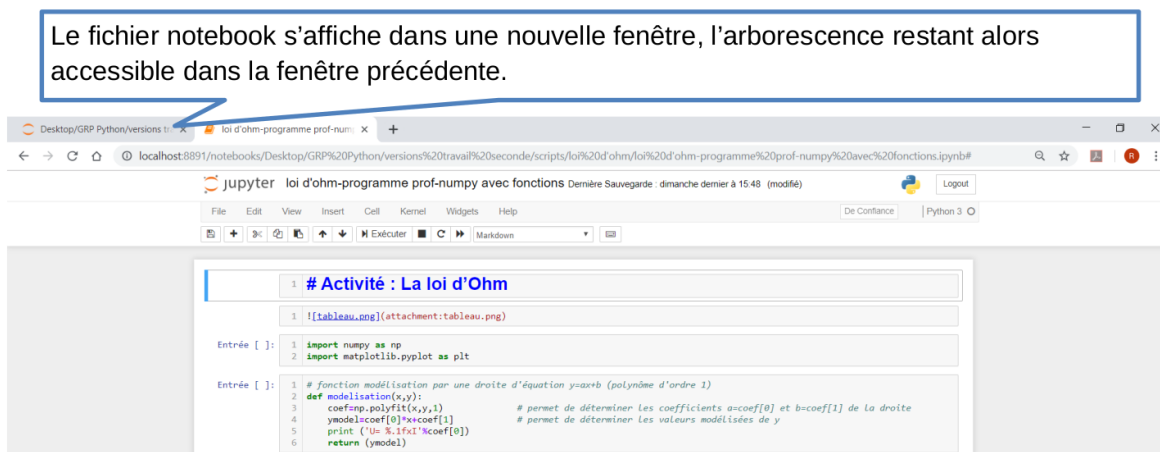 Le fichier notebook s’affiche dans une nouvelle fenêtre, l’arborescence restant alors
accessible dans la fenêtre précédente.
Desktop/GRP Python/versions tr
loi d'ohm-programme prof-num
localhost:8891/notebooks/Desktop/GRP%20Python/versions%20travail%20seconde/scripts/loi%20d'ohm/loi%20d'ohm-programme%20prof-numpy%20avec%20fonctions.ipynb#
R
jupyter loi d'ohm-programme prof-numpy avec fonctions Dernière Sauvegarde : dimanche dernier à 15:48 (modifié)
Logout
File Edit View Insert Cell Kernel Widgets Help
De Confiance
Python 3
Exécuter
Markdown
1 # Activité : La loi d’Ohm
1 ![tableau.png](attachment:tableau.png)
Entrée [ ]:
1 import numpy as np
2 import matplotlib.pyplot as plt
Entrée [ ]:
1 # fonction modélisation par une droite d'équation y=ax+b (polynôme d'ordre 1)
2 def modelisation(x,y):
3 coef=np.polyfit(x,y,1) # permet de déterminer les coefficients a=coef[0] et b=coef[1] de la droite
4 ymodel=coef[0]*x+coef[1] # permet de déterminer les valeurs modélisées de y
5 print ('U= %.1fxI'%coef[0])
6 return (ymodel)